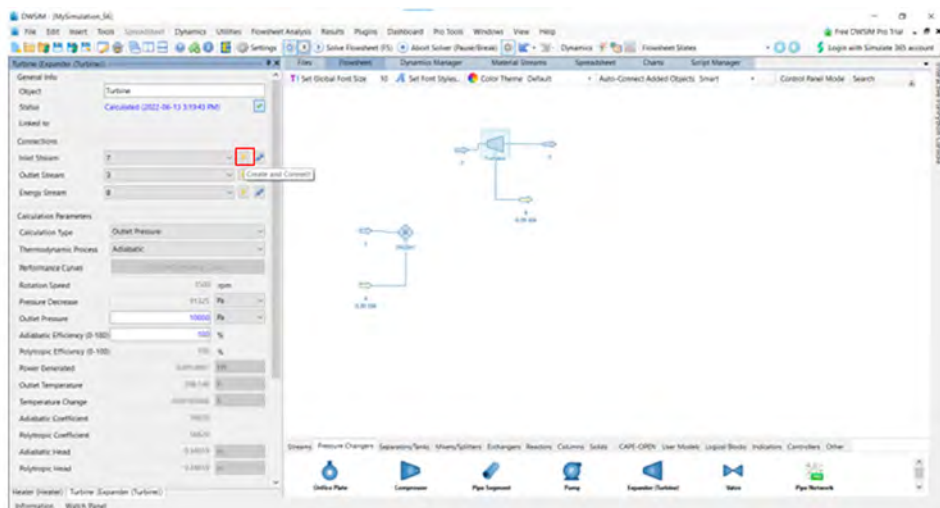 DWSIM - [MySimulation_56]
File Edit Insert Tools Spreadsheet Dynamics Utilities Flowsheet Analysis Results Plugins Dashboard Pro Tools Windows View Help
Free DWSIM Pro Trial
Settings Solve Flowsheet (F5) Abort Solver (Pause/Break) Dynamics Flowsheet States Login with Simulate 365 account
Turbine (Expander (Turbine))
Files Flowsheet Dynamics Manager Material Streams Spreadsheet Charts Script Manager
Set Global Font Size 10 Set Font Styles... Color Theme Default Auto-Connect Added Objects Smart Control Panel Mode Search
General Info
Object Turbine
Status Calculated (2022-06-13 3:19:43 PM)
Linked to
Connections
Inlet Stream 7
Outlet Stream 3
Create and Connect
Energy Stream 8
Calculation Parameters
Calculation Type Outlet Pressure
Thermodynamic Process Adiabatic
Performance Curves
Rotation Speed 1500 rpm
Pressure Decrease 91325 Pa
Outlet Pressure 10000 Pa
Adiabatic Efficiency (0-100) 100 %
Polytropic Efficiency (0-100) 100 %
Power Generated
Outlet Temperature
Temperature Change
Adiabatic Coefficient
Polytropic Coefficient
Adiabatic Head
Polytropic Head
Heater (Heater) Turbine (Expander (Turbine))
Information Watch Panel
Streams Pressure Changers Separators/Tanks Mixers/Splitters Exchangers Reactors Columns Solids CAPE-OPEN User Models Logical Blocks Indicators Controllers Other
Orifice Plate Compressor Pipe Segment Pump Expander (Turbine) Valve Pipe Network